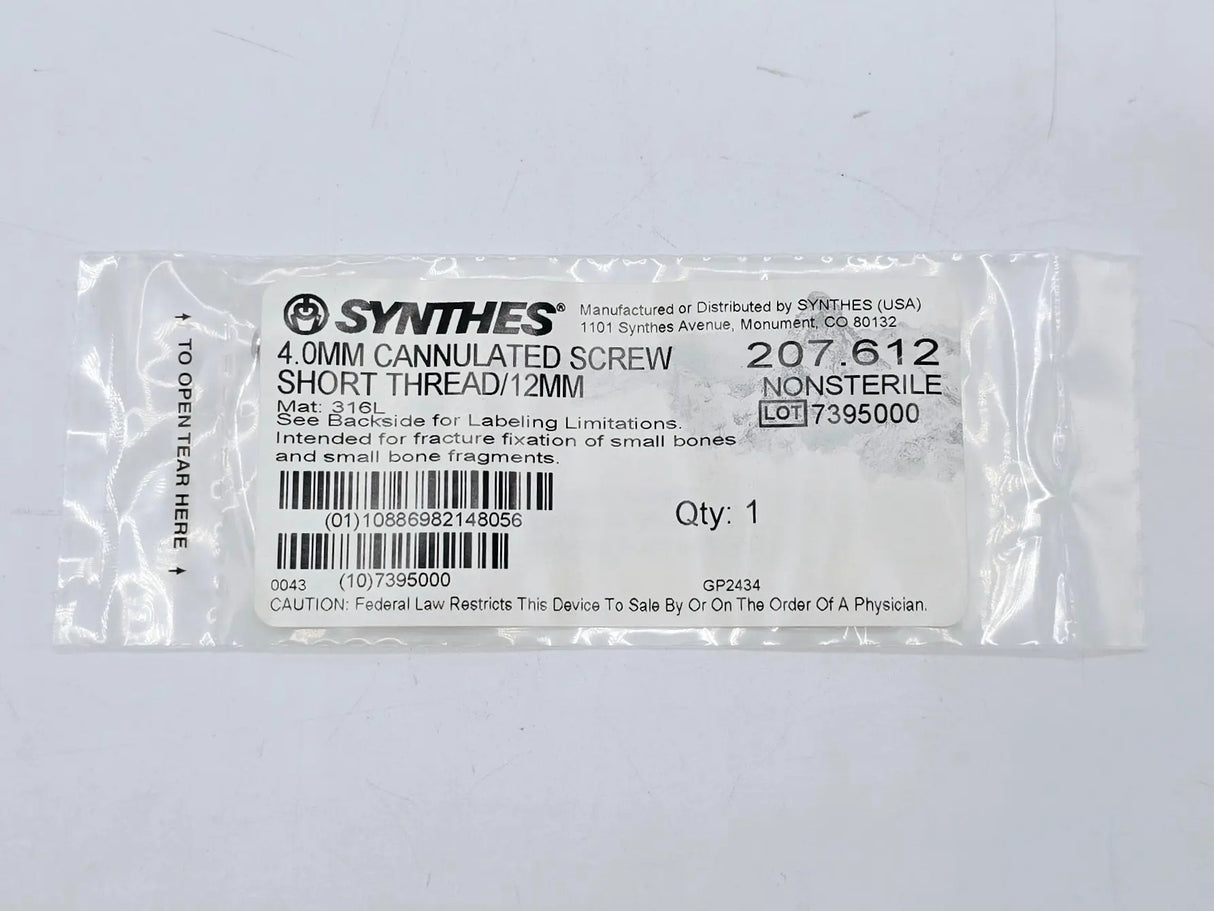 ↑ TO OPEN TEAR HERE ↓
SYNTHES®
Manufactured or Distributed by SYNTHES (USA)
1101 Synthes Avenue, Monument, CO 80132
4.0MM CANNULATED SCREW
SHORT THREAD/12MM
207.612
NONSTERILE
LOT 7395000
Mat: 316L
See Backside for Labeling Limitations.
Intended for fracture fixation of small bones
and small bone fragments.
(01)10886982148056
Qty: 1
0043 (10)7395000
GP2434
CAUTION: Federal Law Restricts This Device To Sale By Or On The Order Of A Physician.